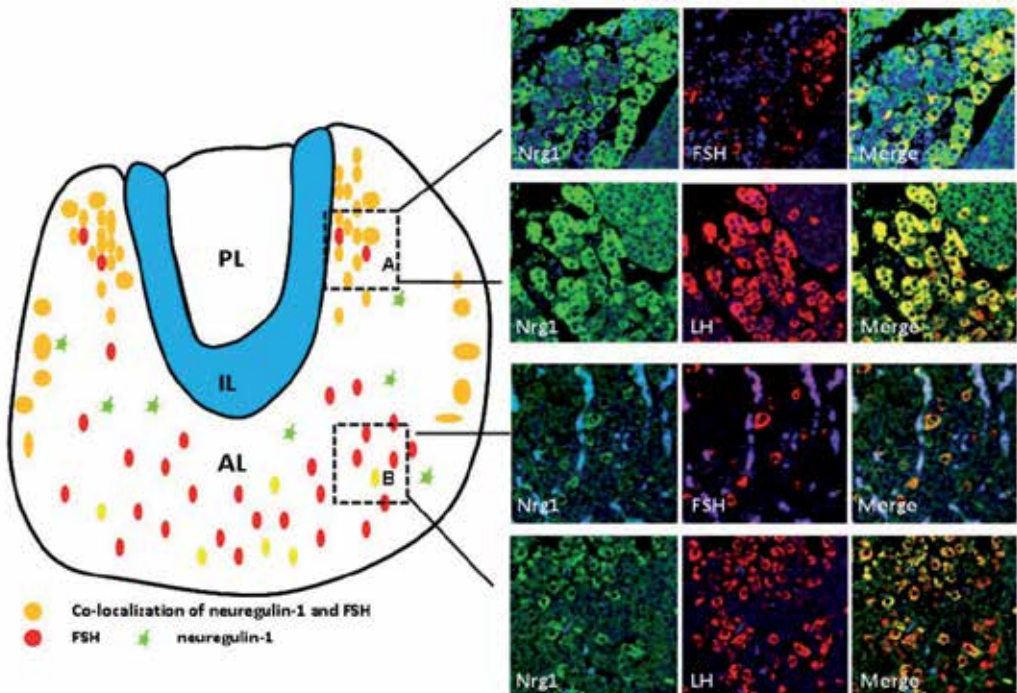 PL
IL
AL
A
B
Co-localization of neuregulin-1 and FSH
FSH neuregulin-1
Nrg1 FSH Merge
Nrg1 LH Merge
Nrg1 FSH Merge
Nrg1 LH Merge